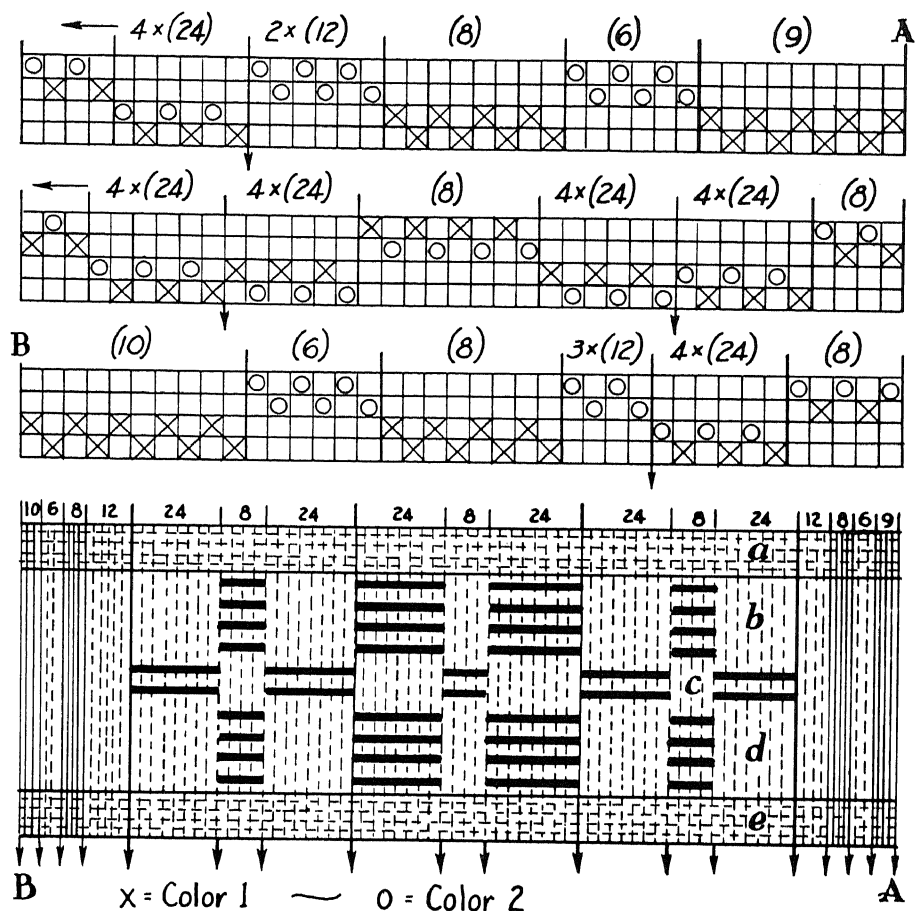 4×(24) 2×(12) (8) (6) (9) A
4×(24) 4×(24) (8) 4×(24) 4×(24) (8)
B (10) (6) (8) 3×(12) 4×(24) (8)
10 6 8 12 24 8 24 24 8 24 24 8 24 12 8 6 9
a
b
c
d
e
B A
x = Color 1 — o = Color 2